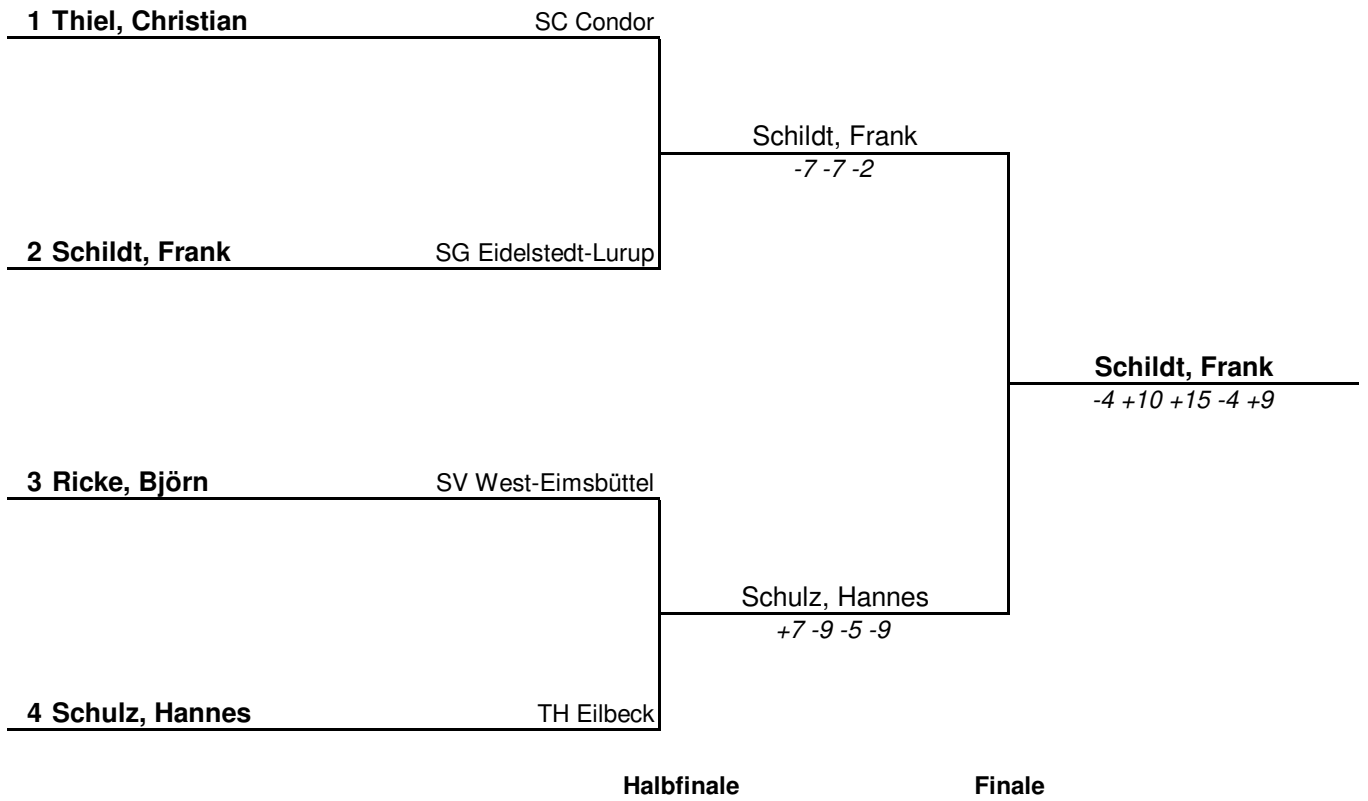 1 Thiel, Christian SC Condor
Schildt, Frank
-7 -7 -2
2 Schildt, Frank SG Eidelstedt-Lurup
Schildt, Frank
-4 +10 +15 -4 +9
3 Ricke, Björn SV West-Eimsbüttel
Schulz, Hannes
+7 -9 -5 -9
4 Schulz, Hannes TH Eilbeck
Halbfinale Finale